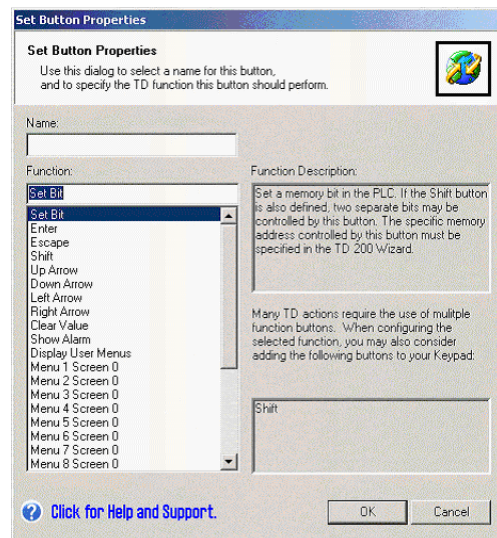 Set Button Properties
Set Button Properties
Use this dialog to select a name for this button,
and to specify the TD function this button should perform.
Name:
Function:
Set Bit
Set Bit
Enter
Escape
Shift
Up Arrow
Down Arrow
Left Arrow
Right Arrow
Clear Value
Show Alarm
Display User Menus
Menu 1 Screen 0
Menu 2 Screen 0
Menu 3 Screen 0
Menu 4 Screen 0
Menu 5 Screen 0
Menu 6 Screen 0
Menu 7 Screen 0
Menu 8 Screen 0
Function Description:
Set a memory bit in the PLC. If the Shift button
is also defined, two separate bits may be
controlled by this button. The specific memory
address controlled by this button must be
specified in the TD 200 Wizard.
Many TD actions require the use of mulitple
function buttons. When configuring the
selected function, you may also consider
adding the following buttons to your Keypad:
Shift
Click for Help and Support.
OK
Cancel